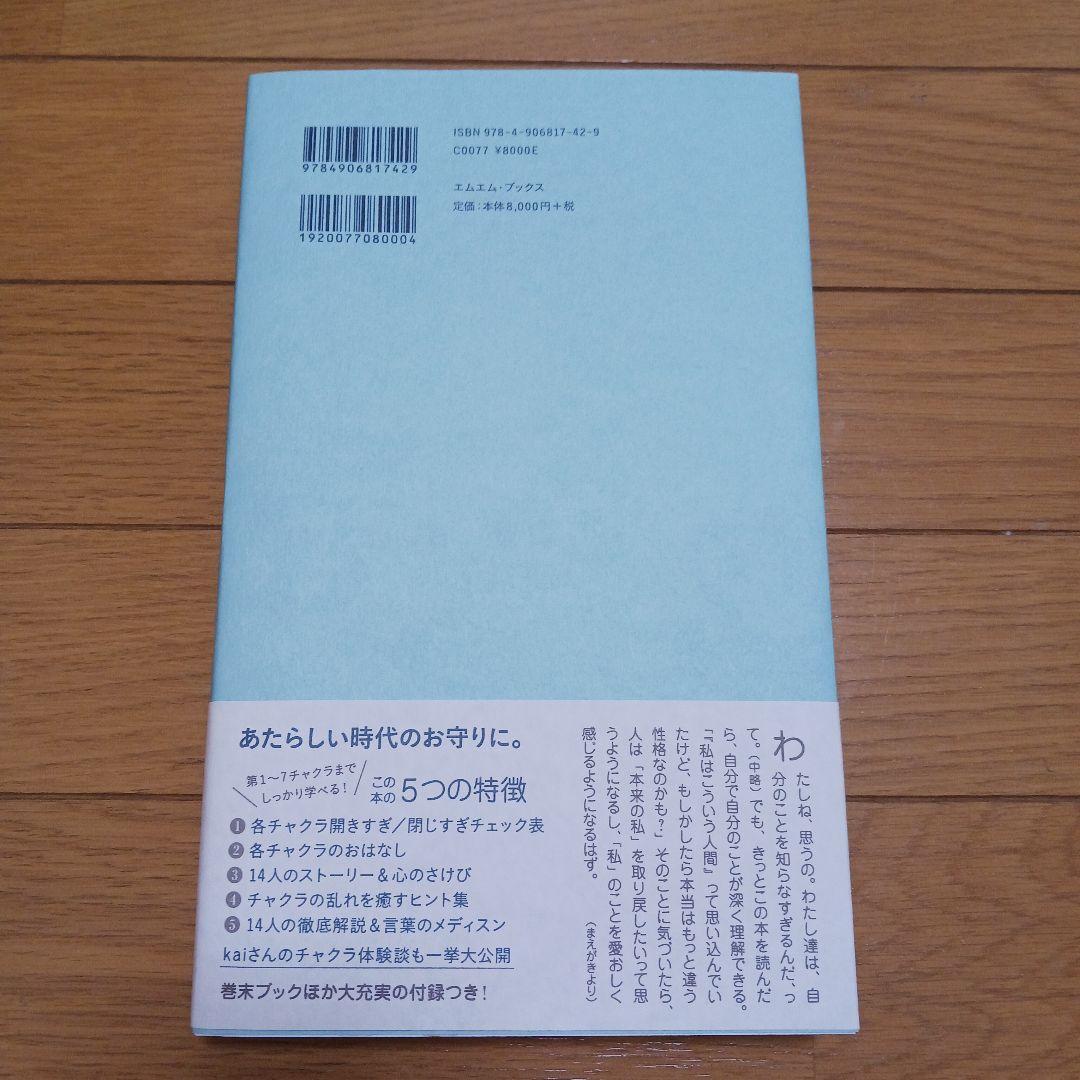 ISBN 978-4-906817-42-9
C0077 ¥8000E
9784906817429
エムエム・ブックス
定価：本体8,000円＋税
1920077080004
あたらしい時代のお守りに。
第1〜7チャクラまで
しっかり学べる！
この
本の5つの特徴
1 各チャクラ開きすぎ／閉じすぎチェック表
2 各チャクラのおはなし
3 14人のストーリー＆心のさけび
4 チャクラの乱れを癒すヒント集
5 14人の徹底解説＆言葉のメディスン
kaiさんのチャクラ体験談も一挙大公開
巻末ブックほか大充実の付録つき！
わたしね、思うの。わたし達は、自
分のことを知らなすぎるんだ、っ
て。（中略）でも、きっとこの本を読んだ
ら、自分で自分のことが深く理解できる。
「『私はこういう人間』って思い込んでい
たけど、もしかしたら本当はもっと違う
性格なのかも？」そのことに気づいたら、
人は「本来の私」を取り戻したいって思
うようになるし、「私」のことを愛おしく
感じるようになるはず。
（まえがきより）